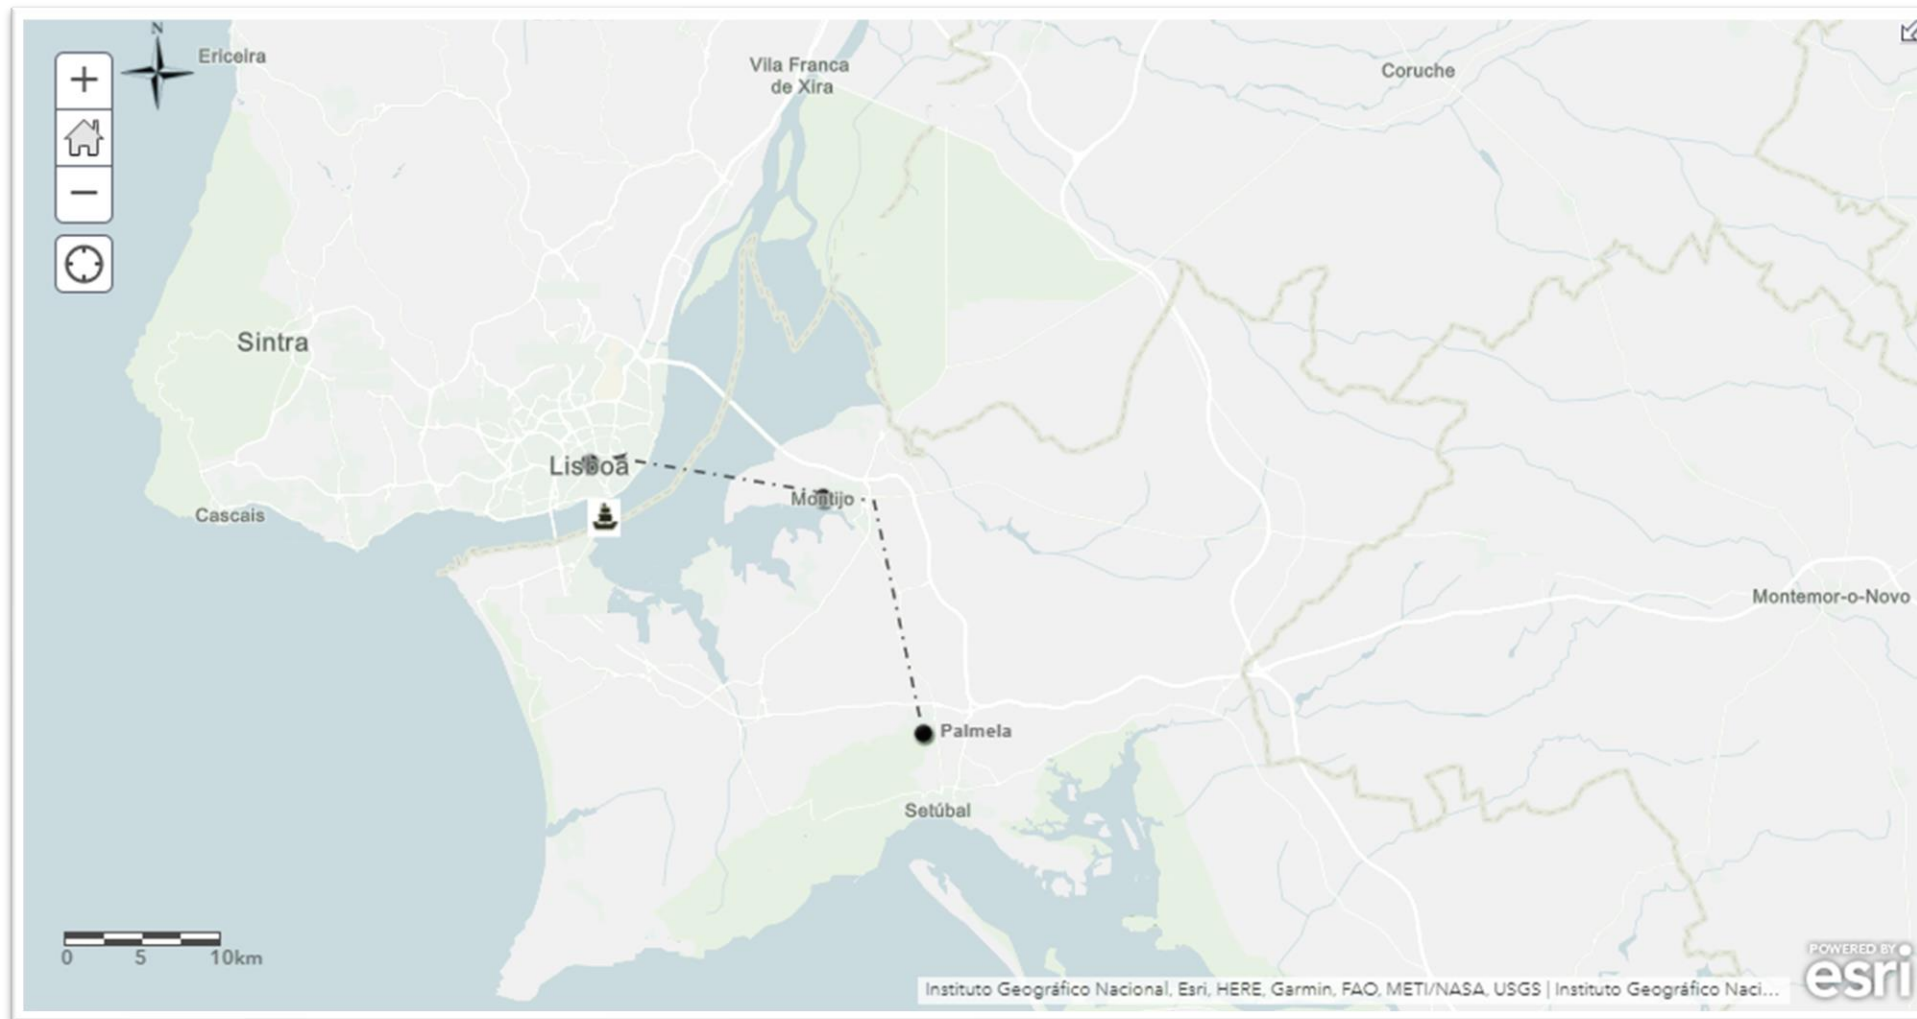 N
Ericeira
Vila Franca
de Xira
Coruche
+
−
Sintra
Lisboa
Montijo
Cascais
Montemor-o-Novo
Palmela
Setúbal
0 5 10km
POWERED BY
esri
Instituto Geográfico Nacional, Esri, HERE, Garmin, FAO, METI/NASA, USGS | Instituto Geográfico Naci...